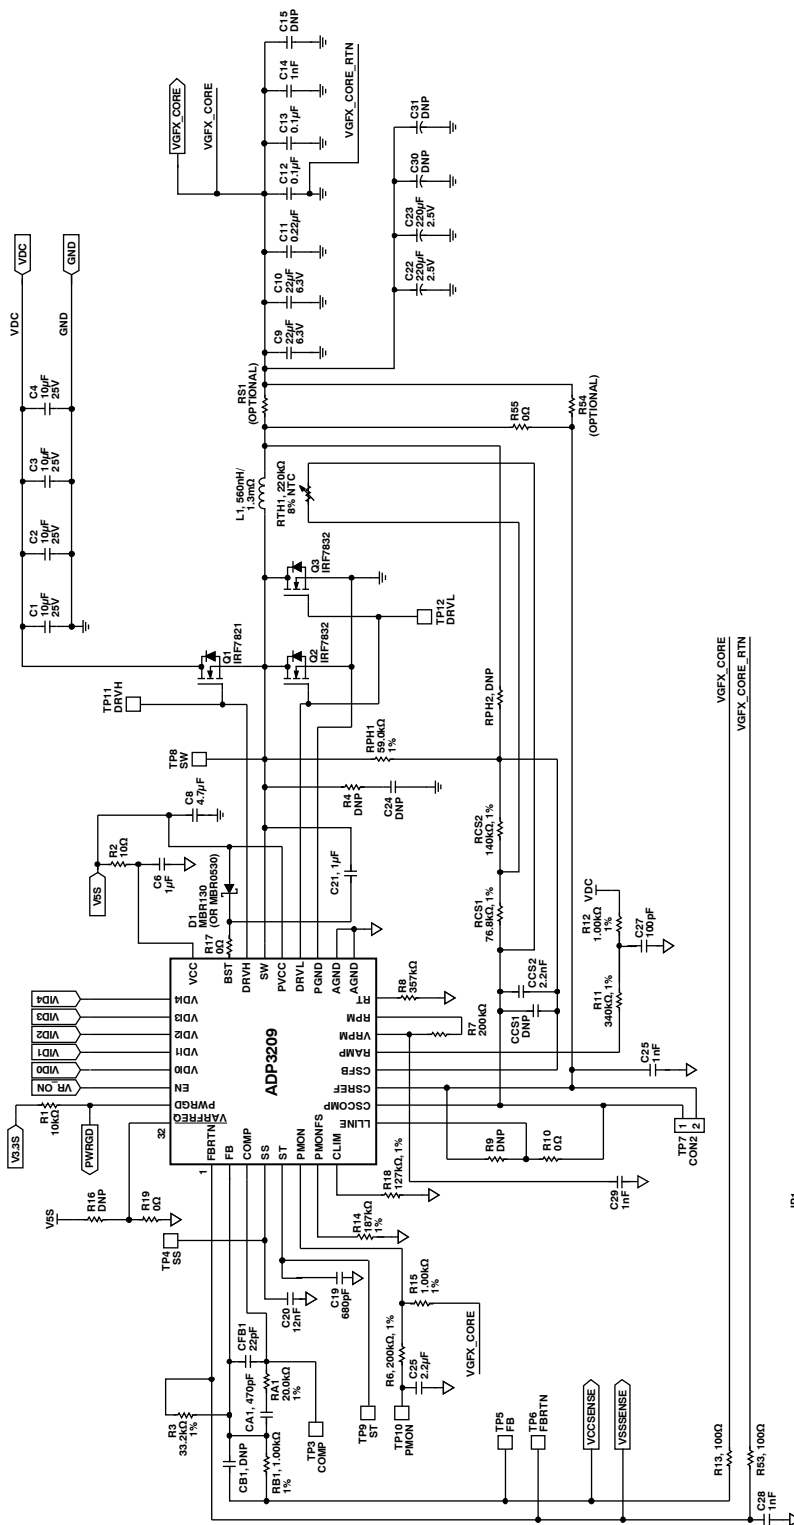 VDC
GND
VDC
GND
C1
10µF
25V
C2
10µF
25V
C3
10µF
25V
C4
10µF
25V
VGFX_CORE
VGFX_CORE
VGFX_CORE_RTN
C15
DNP
C14
1nF
C13
0.1µF
C12
0.1µF
C11
0.22µF
C10
22µF
6.3V
C9
22µF
6.3V
C31
DNP
C30
DNP
C23
220µF
2.5V
C22
220µF
2.5V
RS1
(OPTIONAL)
R55
0Ω
R54
(OPTIONAL)
L1, 560nH/
1.3mΩ
RTH1, 220kΩ
8% NTC
Q1
IRF7821
Q2
IRF7832
Q3
IRF7832
TP11
DRVH
TP12
DRVL
TP8
SW
RPH1
59.0kΩ
1%
RPH2, DNP
R4
DNP
C24
DNP
C8
4.7µF
V5S
R2
10Ω
C6
1µF
D1
MBR130
(OR MBR0530)
R17
0Ω
C21, 1µF
RCS2
140kΩ, 1%
RCS1
76.8kΩ, 1%
CCS2
2.2nF
CCS1
DNP
VDC
R12
1.00kΩ
1%
C27
100pF
R11
340kΩ, 1%
C25
1nF
R8
357kΩ
R7
200kΩ
VID4
VID3
VID2
VID1
VID0
VR_ON
V3.3S
R1
10kΩ
PWRGD
ADP3209
VCC
BST
DRVH
SW
PVCC
DRVL
PGND
AGND
AGND
VDI4
VDI3
VDI2
VDI1
VDI0
EN
PWRGD
VARFREQ
32
1
RT
RPM
VRPM
RAMP
CSFB
CSREF
CSCOMP
LLINE
FBRTN
FB
COMP
SS
ST
PMON
PMONFS
CLIM
V5S
R16
DNP
R19
0Ω
TP4
SS
R9
DNP
R10
0Ω
TP7
CON2
1
2
C29
1nF
R18
127kΩ, 1%
R14
187kΩ
1%
R15
1.00kΩ
1%
VGFX_CORE
R6, 200kΩ, 1%
C25
2.2µF
TP10
PMON
TP9
ST
C19
680pF
C20
12nF
CFB1
22pF
RA1
20.0kΩ
1%
CA1, 470pF
R3
33.2kΩ
1%
CB1, DNP
RB1, 1.00kΩ
1%
TP3
COMP
TP5
FB
TP6
FBRTN
VCCSENSE
VSSSENSE
R13, 100Ω
R53, 100Ω
C28
1nF
VGFX_CORE
VGFX_CORE_RTN